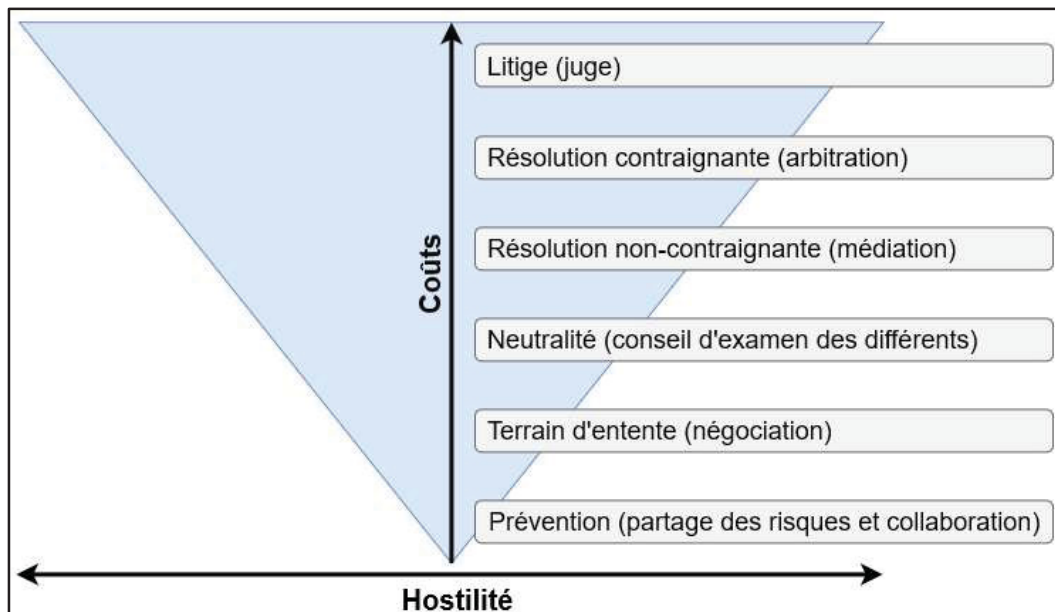 Litige (juge)
Résolution contraignante (arbitration)
Résolution non-contraignante (médiation)
Coûts
Neutralité (conseil d'examen des différents)
Terrain d'entente (négociation)
Prévention (partage des risques et collaboration)
Hostilité